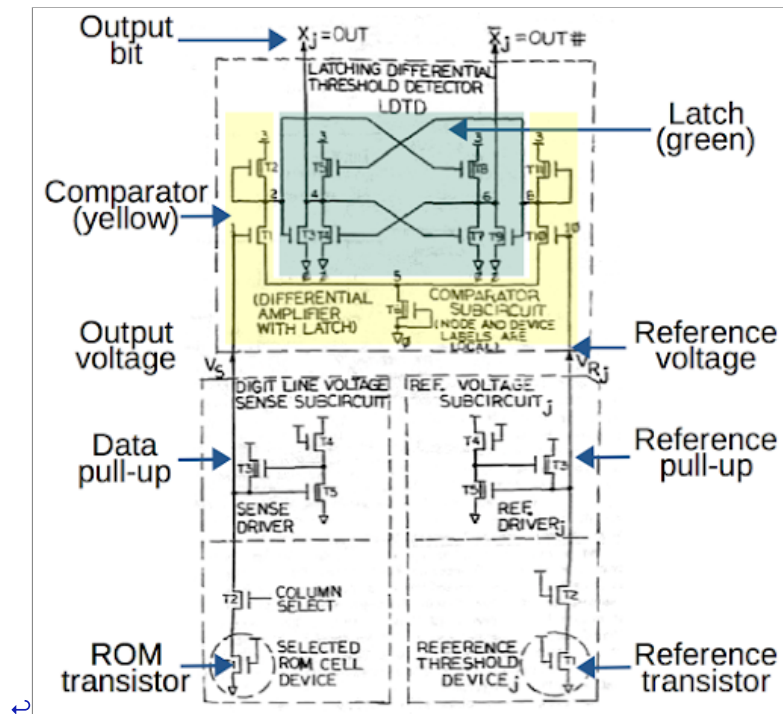 Output
bit
Xj=OUT
X̄j=OUT#
LATCHING DIFFERENTIAL
THRESHOLD DETECTOR
LDTD
Latch
(green)
Comparator
(yellow)
T2
T5
T8
T11
2
4
6
8
T1
T3
T4
T7
T9
T10
10
5
(DIFFERENTIAL
AMPLIFIER
WITH LATCH)
T6
COMPARATOR
SUBCIRCUIT
(NODE AND DEVICE
LABELS ARE
LOCAL)
Output
voltage
Reference
voltage
VS
VRj
DIGIT LINE VOLTAGE
SENSE SUBCIRCUIT
REF. VOLTAGE
SUBCIRCUITj
Data
pull-up
Reference
pull-up
T4
T3
T5
SENSE
DRIVER
T4
T3
T5
REF.
DRIVERj
T2
COLUMN
SELECT
T2
ROM
transistor
SELECTED
ROM CELL
DEVICE
REFERENCE
THRESHOLD
DEVICEj
T1
Reference
transistor